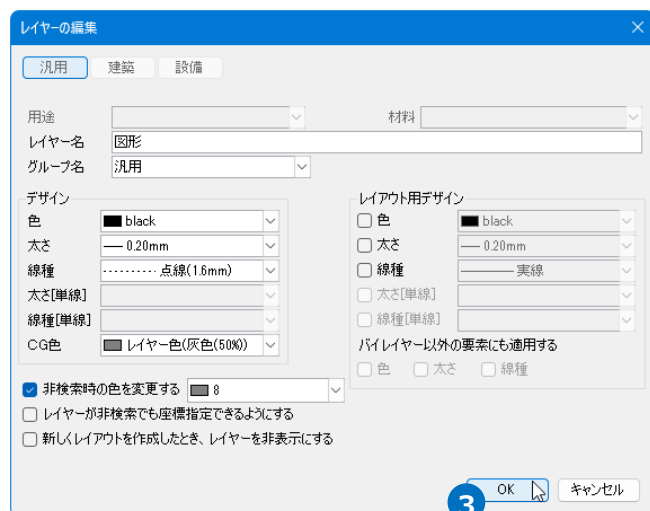 レイヤーの編集
汎用 建築 設備
用途 材料
レイヤー名 図形
グループ名 汎用
デザイン
色 black
太さ 0.20mm
線種 点線(1.6mm)
太さ[単線]
線種[単線]
CG色 レイヤー色(灰色(50%))
レイアウト用デザイン
色 black
太さ 0.20mm
線種 実線
太さ[単線]
線種[単線]
バイレイヤー以外の要素にも適用する
色 太さ 線種
非検索時の色を変更する 8
レイヤーが非検索でも座標指定できるようにする
新しくレイアウトを作成したとき、レイヤーを非表示にする
3 OK キャンセル